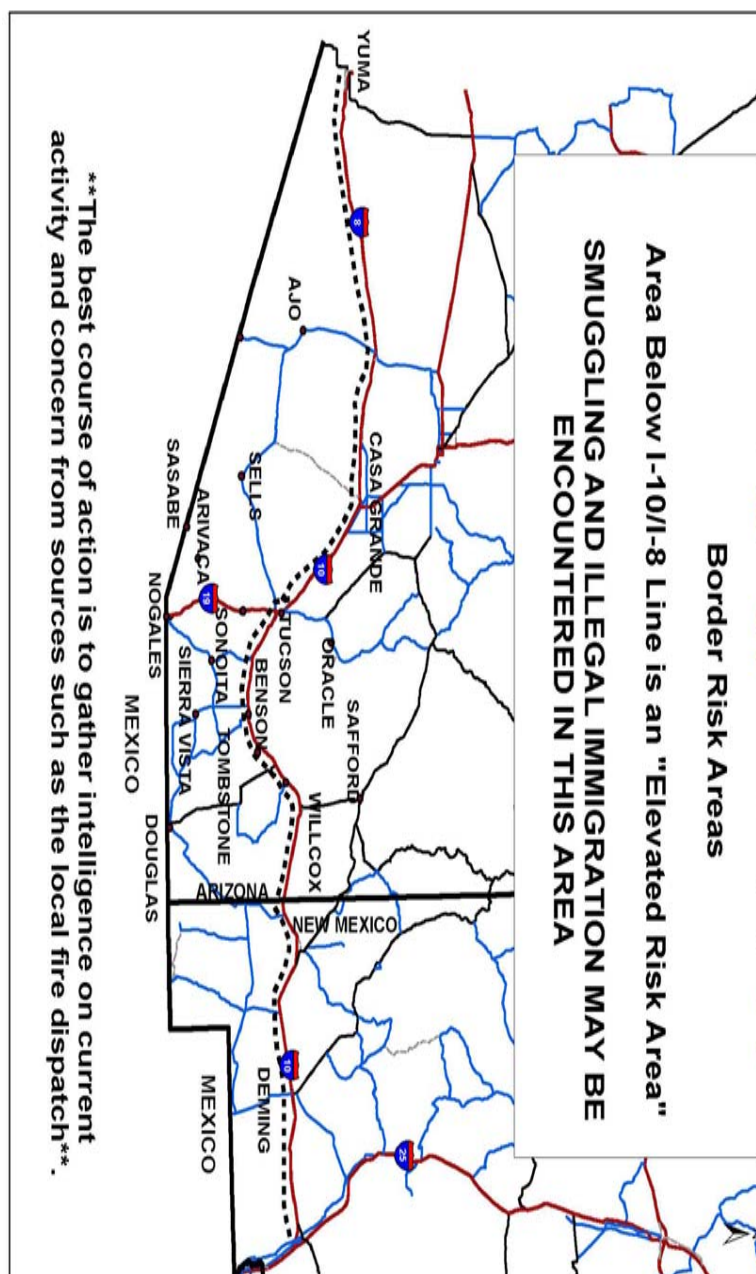 Border Risk Areas
Area Below I-10/I-8 Line is an "Elevated Risk Area"
SMUGGLING AND ILLEGAL IMMIGRATION MAY BE
ENCOUNTERED IN THIS AREA
YUMA
8
AJO
CASA GRANDE
SELLS
10
SASABE
ARIVACA
19
NOGALES
TUCSON
ORACLE
SONOITA
BENSON
SAFFORD
SIERRA VISTA
TOMBSTONE
WILLCOX
MEXICO
DOUGLAS
ARIZONA
NEW MEXICO
10
DEMING
25
MEXICO
**The best course of action is to gather intelligence on current
activity and concern from sources such as the local fire dispatch**.